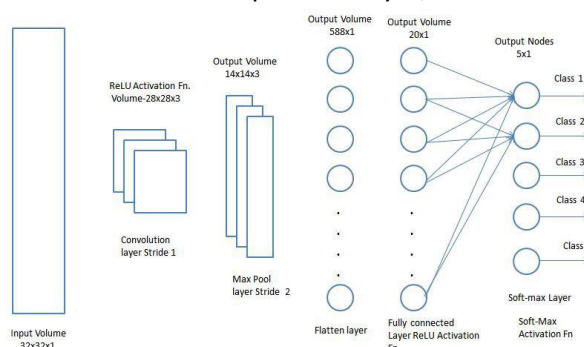 Output Volume
588x1
Output Volume
20x1
Output Nodes
5x1
Output Volume
14x14x3
ReLU Activation Fn.
Volume-28x28x3
Class 1
Class 2
Class 3
Class 4
Class
Convolution
layer Stride 1
Max Pool
layer Stride 2
Soft-max Layer
Input Volume
32x32x1
Flatten layer
Fully connected
Layer ReLU Activation
Fn
Soft-Max
Activation Fn